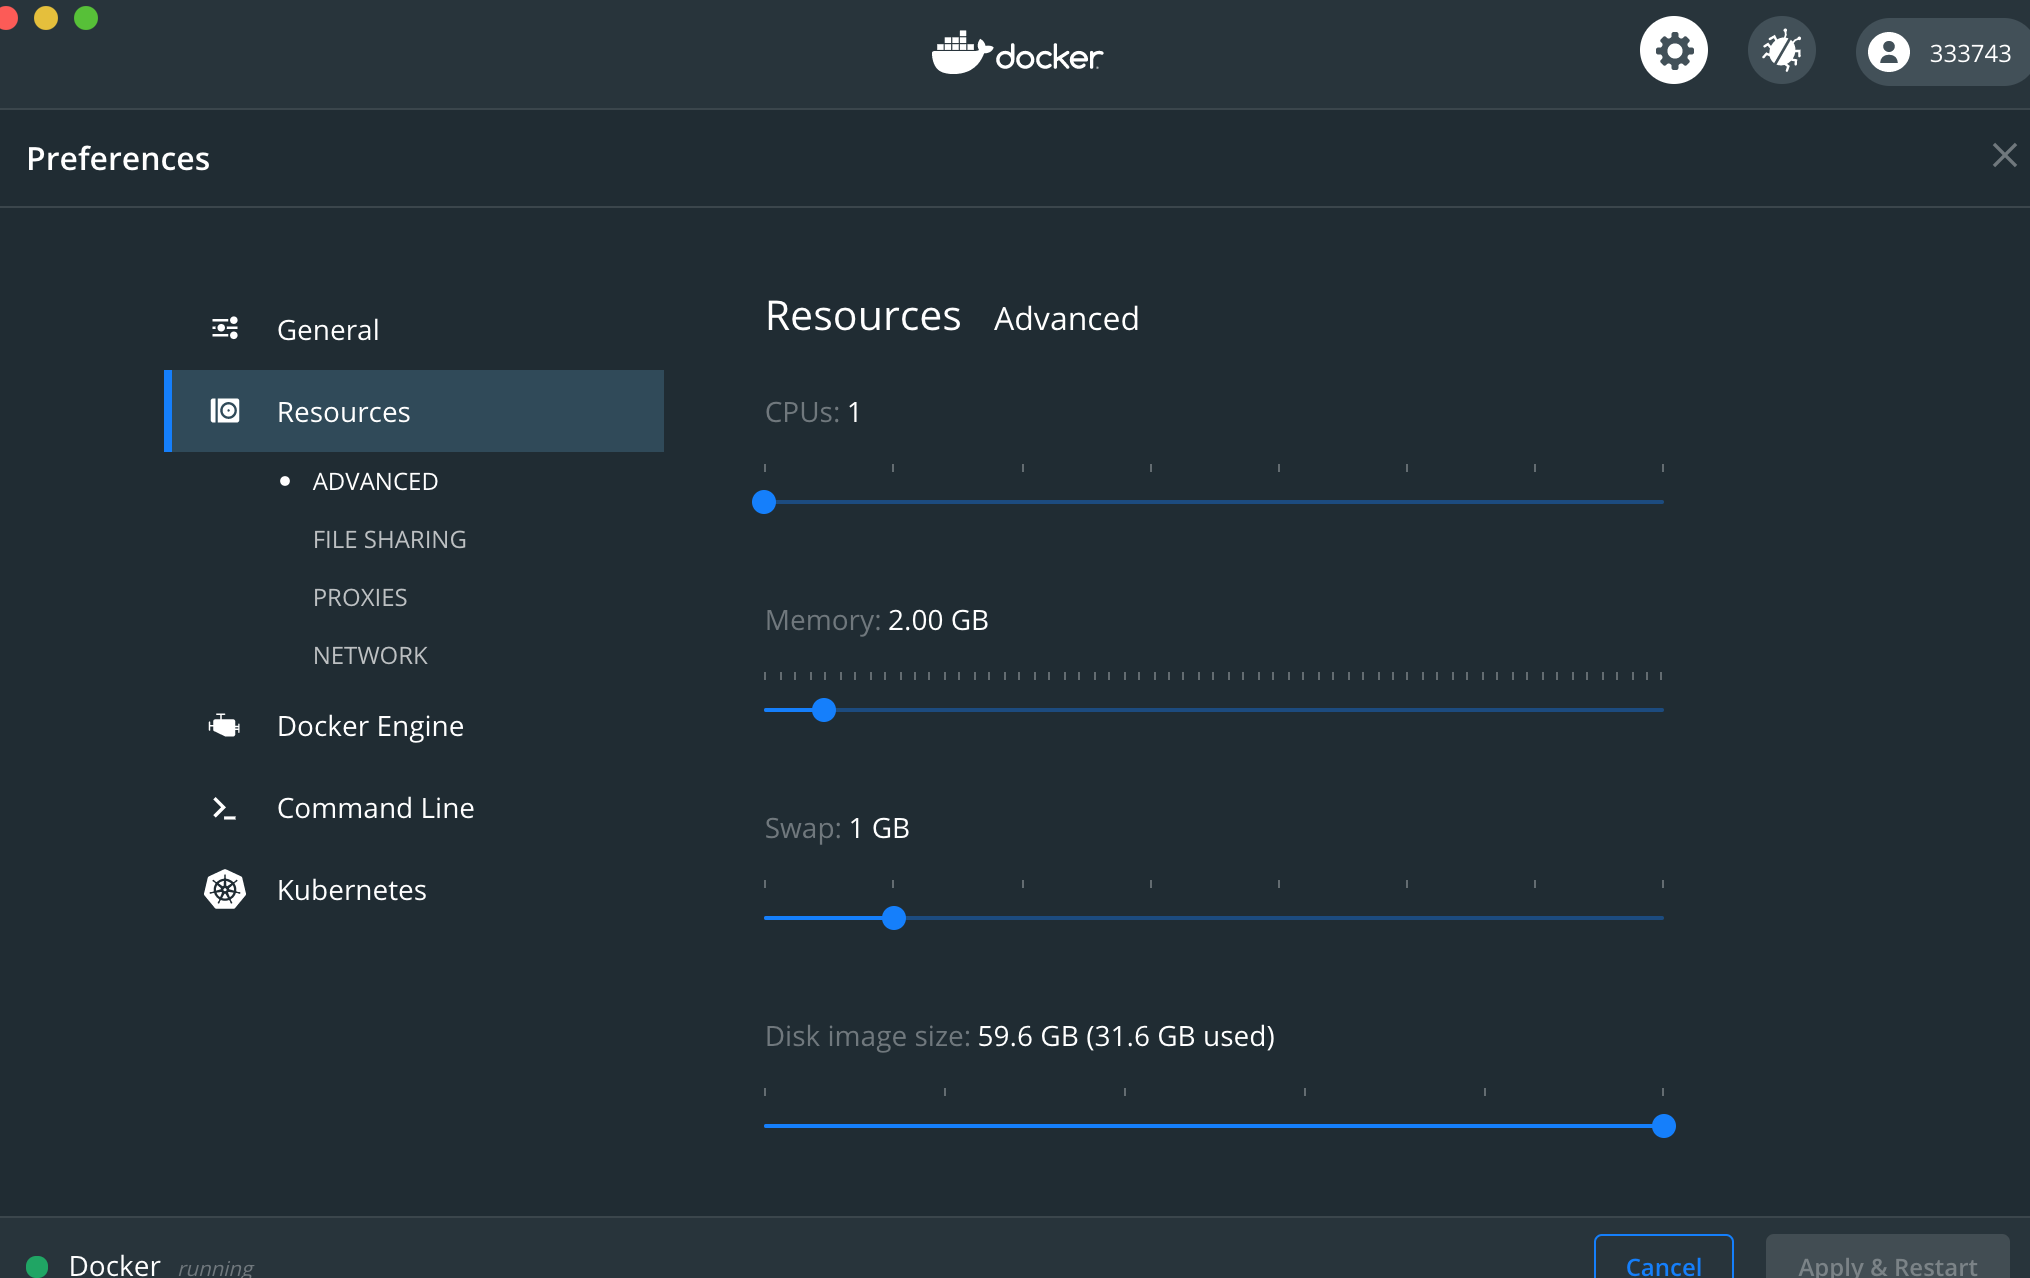 docker
333743
Preferences
General
Resources
ADVANCED
FILE SHARING
PROXIES
NETWORK
Docker Engine
Command Line
Kubernetes
Resources Advanced
CPUs: 1
Memory: 2.00 GB
Swap: 1 GB
Disk image size: 59.6 GB (31.6 GB used)
Docker running
Cancel
Apply & Restart